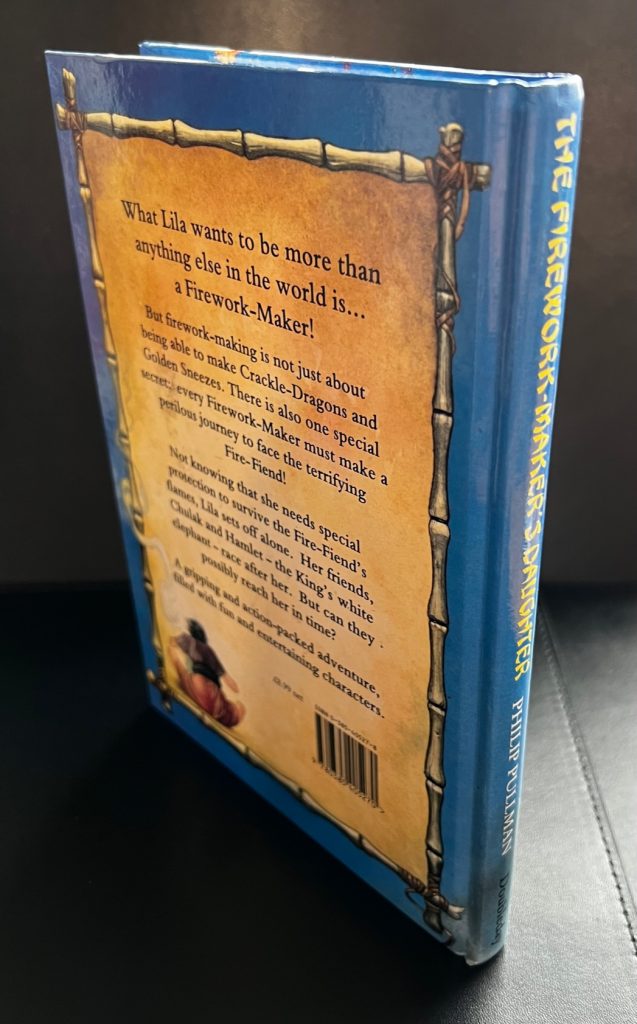 What Lila wants to be more than
anything else in the world is...
a Firework-Maker!
But firework-making is not just about
being able to make Crackle-Dragons and
Golden Sneezes. There is also one special
secret: every Firework-Maker must make a
perilous journey to face the terrifying
Fire-Fiend!
Not knowing that she needs special
protection to survive the Fire-Fiend's
flames, Lila sets off alone. Her friends,
Chulak and Hamlet – the King's white
elephant – race after her. But can they
possibly reach her in time?
A gripping and action-packed adventure,
filled with fun and entertaining characters.
£9.99 net
ISBN
THE FIREWORK-MAKER'S DAUGHTER PHILIP PULLMAN Doubleday